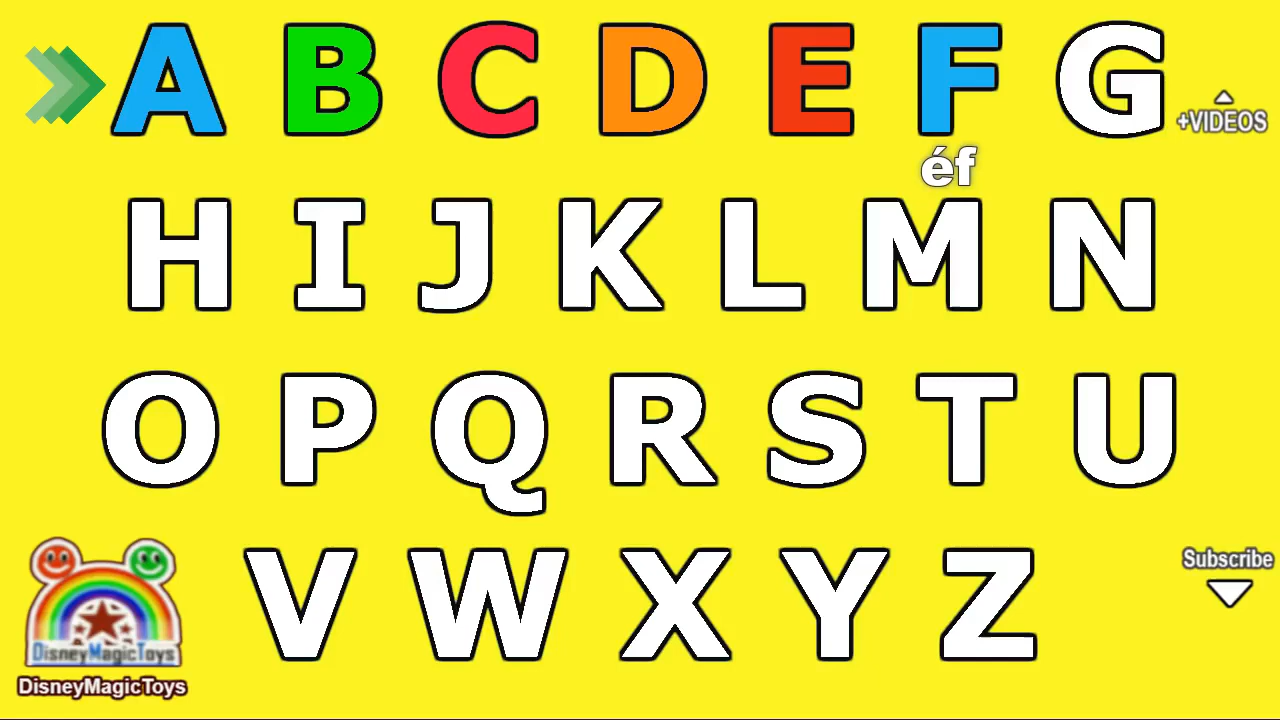 A B C D E F G
+VIDEOS
éf
H I J K L M N
O P Q R S T U
V W X Y Z
Subscribe
DisneyMagicToys
DisneyMagicToys